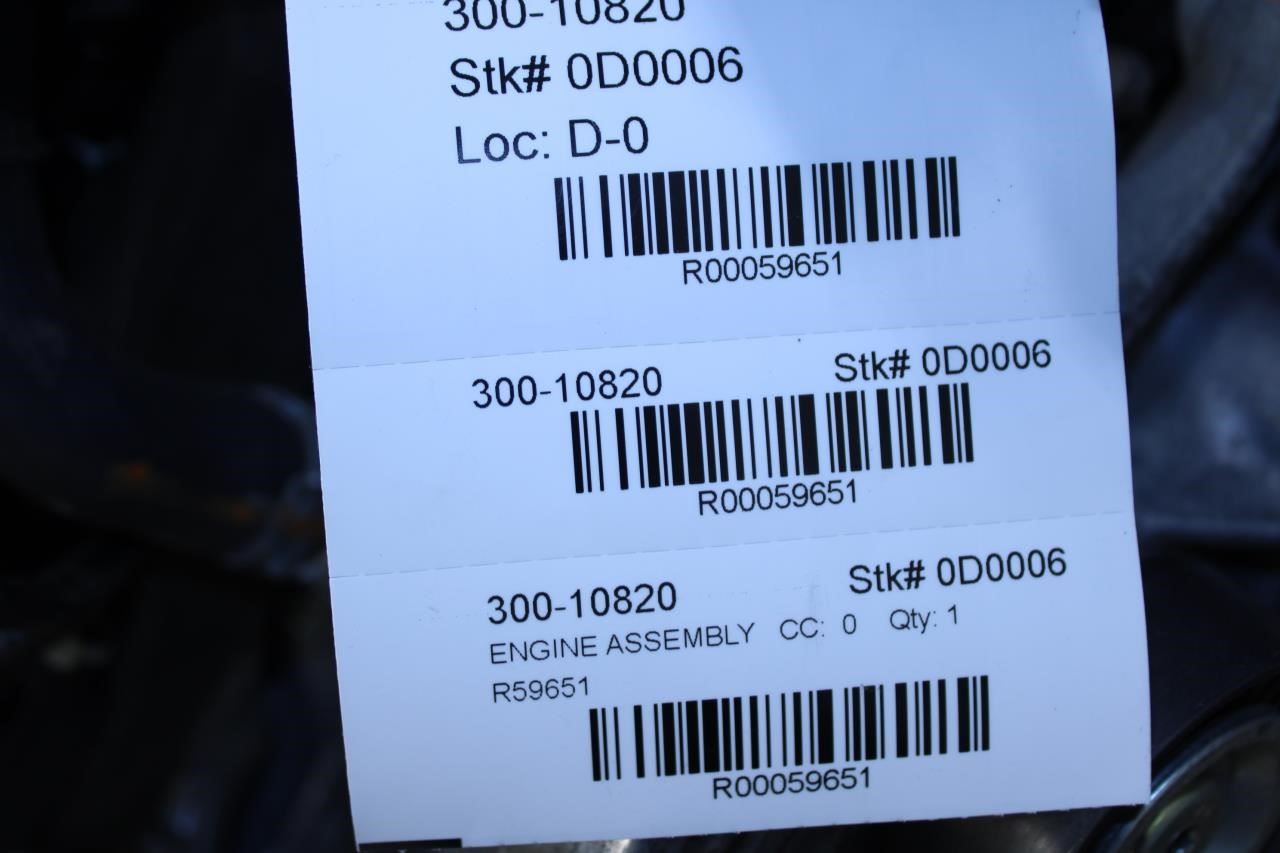 300-10820
Stk# 0D0006
Loc: D-0
R00059651
300-10820 Stk# 0D0006
R00059651
300-10820 Stk# 0D0006
ENGINE ASSEMBLY CC: 0 Qty: 1
R59651
R00059651